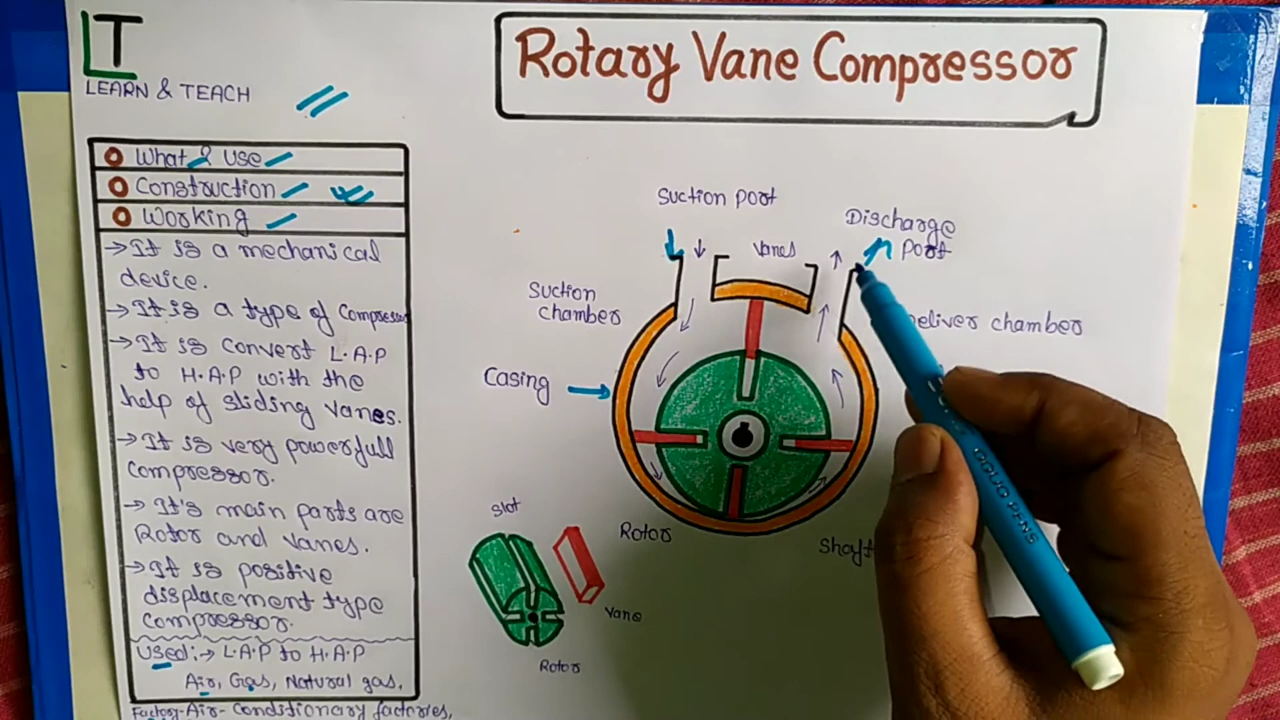 LT
LEARN & TEACH
Rotary Vane Compressor
What & Use
Construction
Working
→ It is a mechanical
device.
→ It is a type of Compressor
→ It is convert L.A.P
to H.A.P with the
help of sliding vanes.
→ It is very powerfull
compressor.
→ It's main parts are
Rotor and vanes.
→ It is positive
displacement type
compressor.
Used:→ L.A.P to H.A.P
Air, Gas, Natural gas,
Factory-Air-Conditionary factories,
Suction port
Discharge
port
Vanes
Suction
chamber
Deliver chamber
Casing →
Slot
Rotor
Shaft
Vane
Rotor